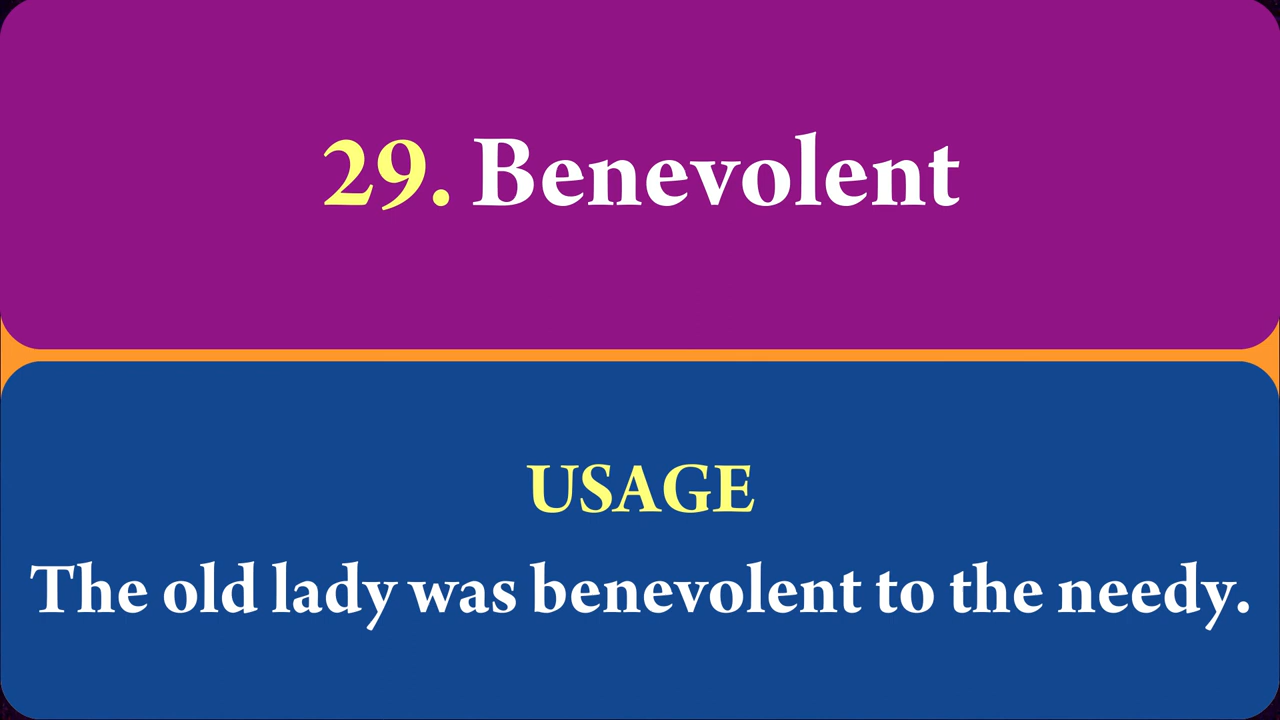 29. Benevolent
USAGE
The old lady was benevolent to the needy.